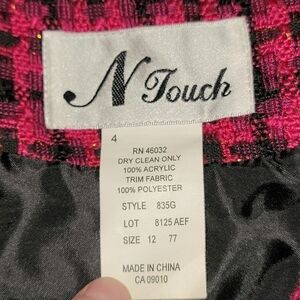 N Touch
4
RN 46032
DRY CLEAN ONLY
100% ACRYLIC
TRIM FABRIC
100% POLYESTER
STYLE 835G
LOT 8125 AEF
SIZE 12 77
MADE IN CHINA
CA 09010